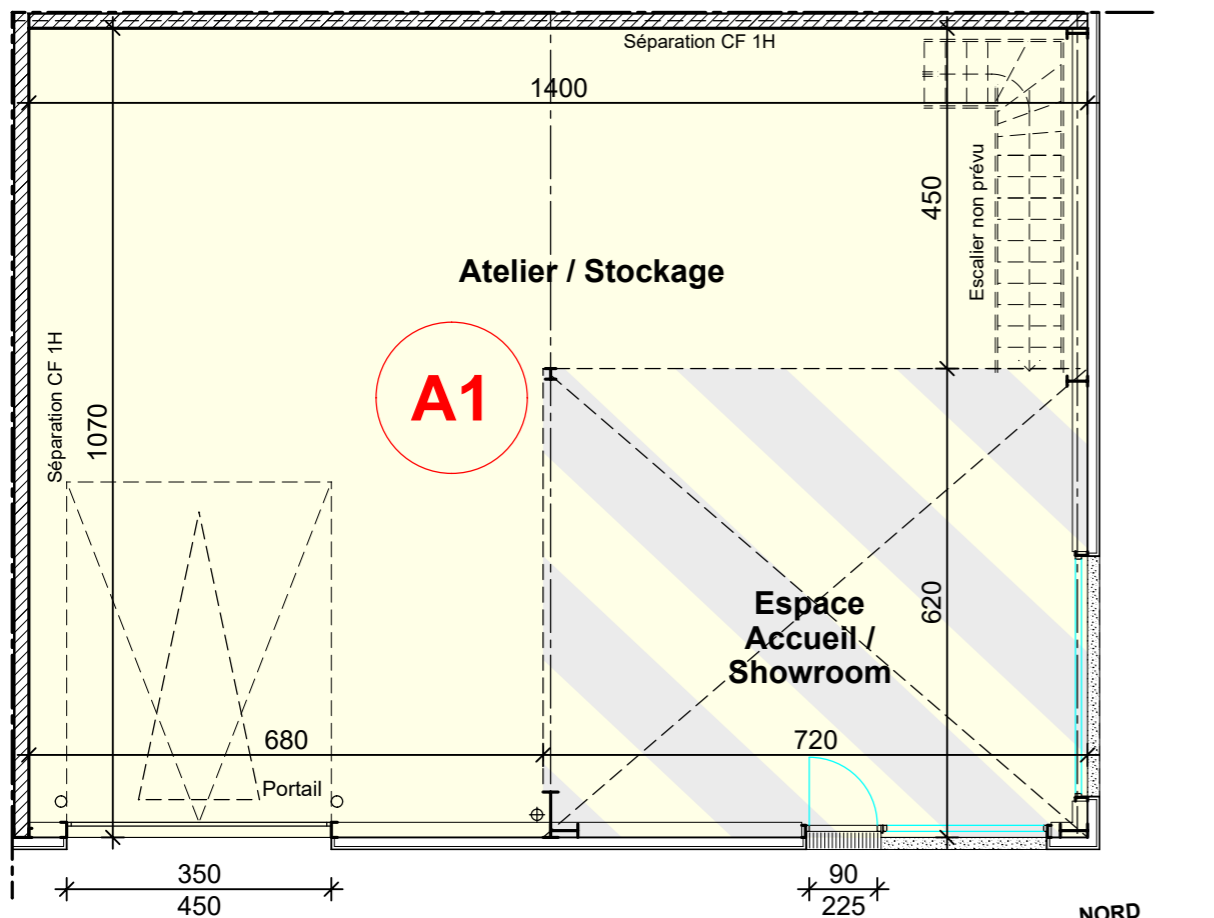 Séparation CF 1H
1400
450
Escalier non prévu
Atelier / Stockage
Séparation CF 1H
1070
A1
Espace
Accueil /
Showroom
620
680
720
Portail
350
450
90
225
NORD